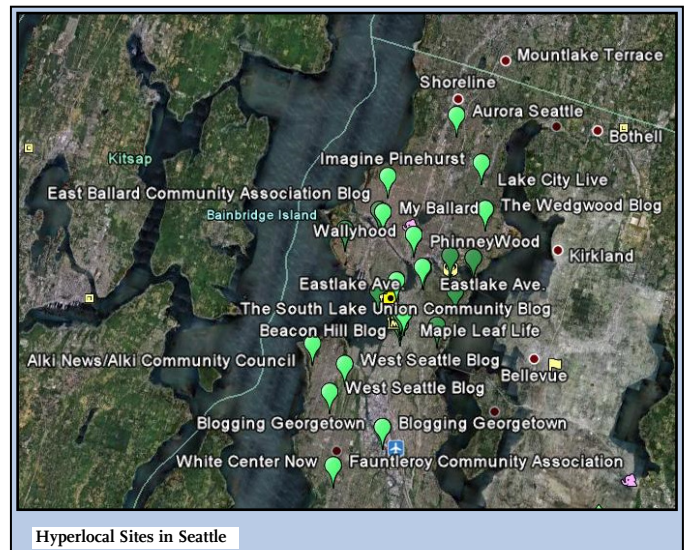 Mountlake Terrace
Shoreline
Aurora Seattle
Bothell
Kitsap
Imagine Pinehurst
Lake City Live
East Ballard Community Association Blog
My Ballard
The Wedgwood Blog
Bainbridge Island
Wallyhood
PhinneyWood
Kirkland
Eastlake Ave.
Eastlake Ave.
The South Lake Union Community Blog
Beacon Hill Blog
Maple Leaf Life
Alki News/Alki Community Council
West Seattle Blog
Bellevue
West Seattle Blog
Blogging Georgetown
Blogging Georgetown
White Center Now
Fauntleroy Community Association
Hyperlocal Sites in Seattle